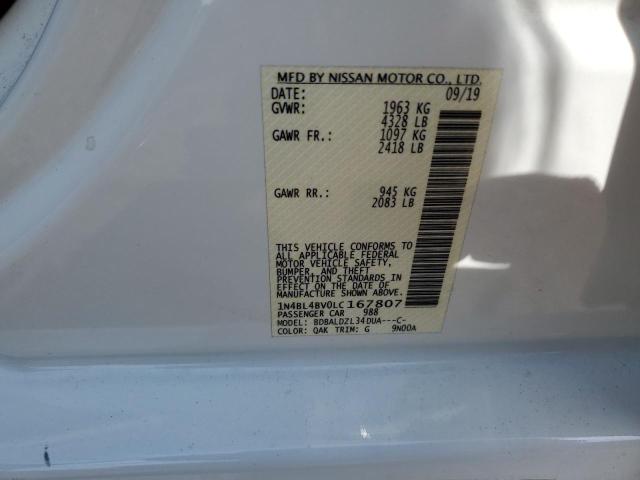 MFD BY NISSAN MOTOR CO., LTD.
DATE: 09/19
GVWR: 1963 KG
4328 LB
GAWR FR.: 1097 KG
2418 LB
GAWR RR.: 945 KG
2083 LB
THIS VEHICLE CONFORMS TO
ALL APPLICABLE FEDERAL
MOTOR VEHICLE SAFETY,
BUMPER, AND THEFT
PREVENTION STANDARDS IN
EFFECT ON THE DATE OF
MANUFACTURE SHOWN ABOVE.
1N4BL4BV0LC167807
PASSENGER CAR 988
MODEL: BDBALDZL34DUA---C-
COLOR: QAK TRIM: G 9N00A